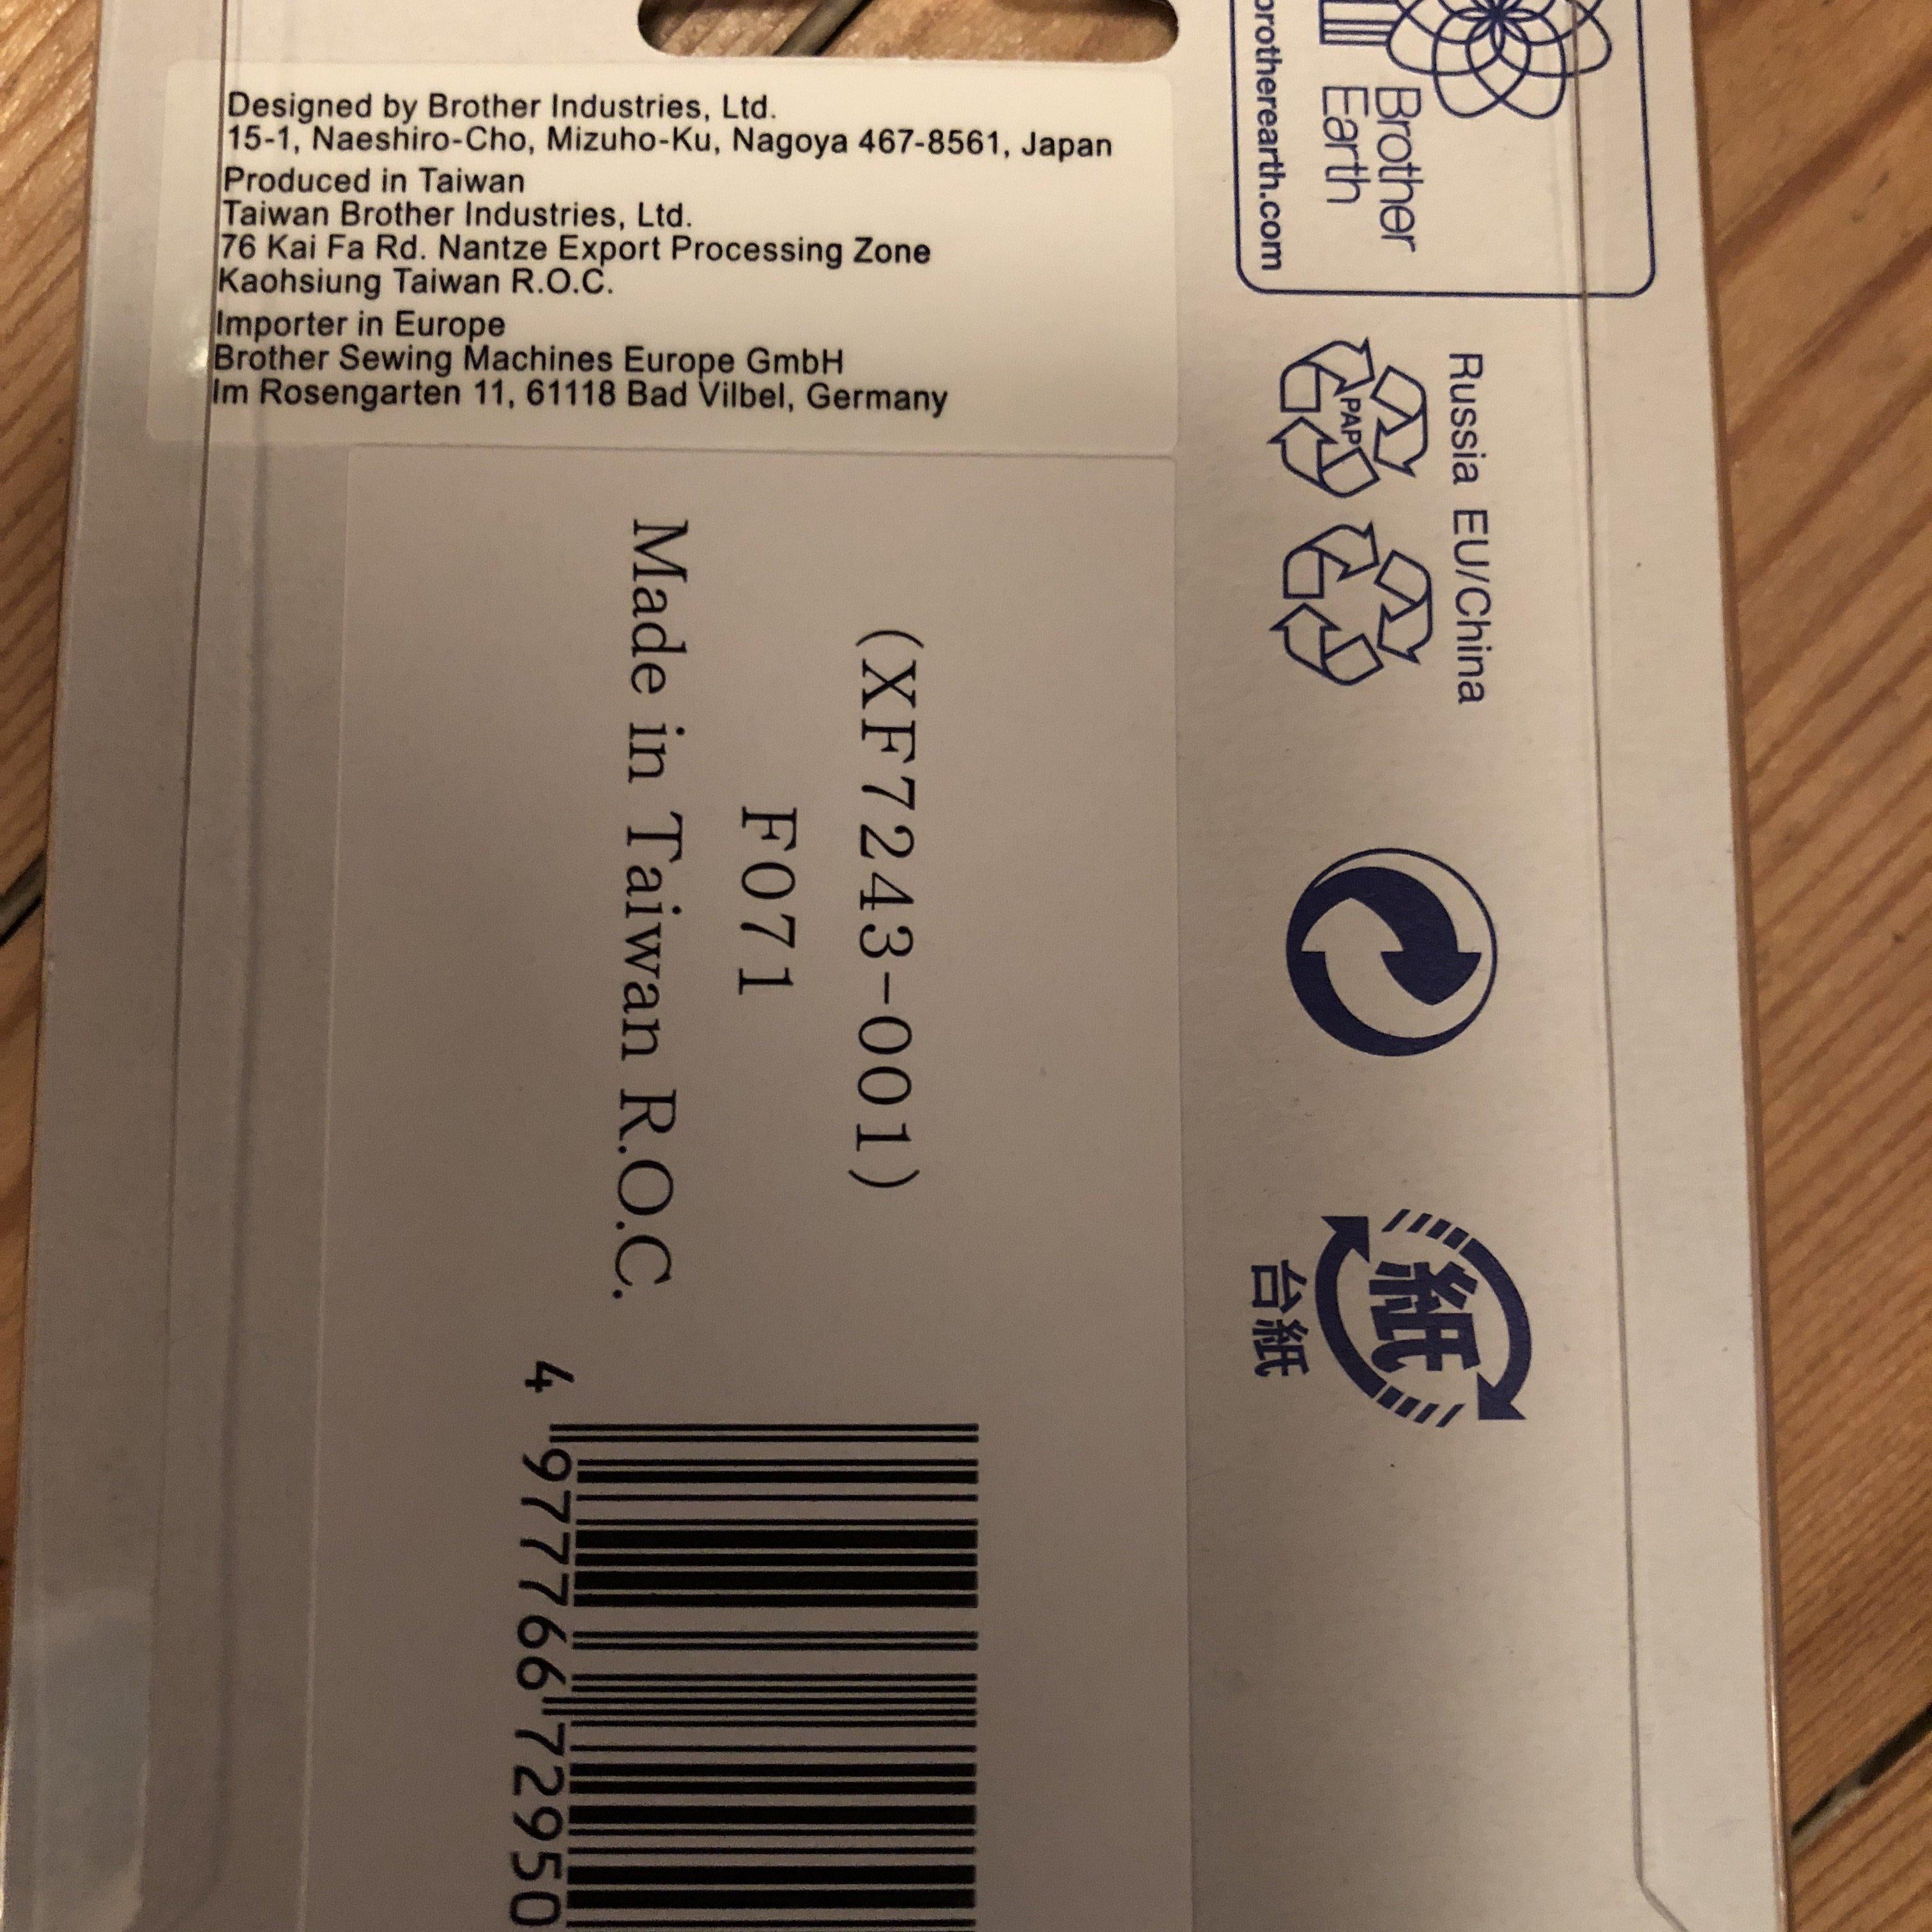 Designed by Brother Industries, Ltd.
15-1, Naeshiro-Cho, Mizuho-Ku, Nagoya 467-8561, Japan
Produced in Taiwan
Taiwan Brother Industries, Ltd.
76 Kai Fa Rd. Nantze Export Processing Zone
Kaohsiung Taiwan R.O.C.
Importer in Europe
Brother Sewing Machines Europe GmbH
Im Rosengarten 11, 61118 Bad Vilbel, Germany
Brother
Earth
brotherearth.com
Russia EU/China
PAP
紙
台紙
(XF7243-001)
F071
Made in Taiwan R.O.C.
4 977766 72950